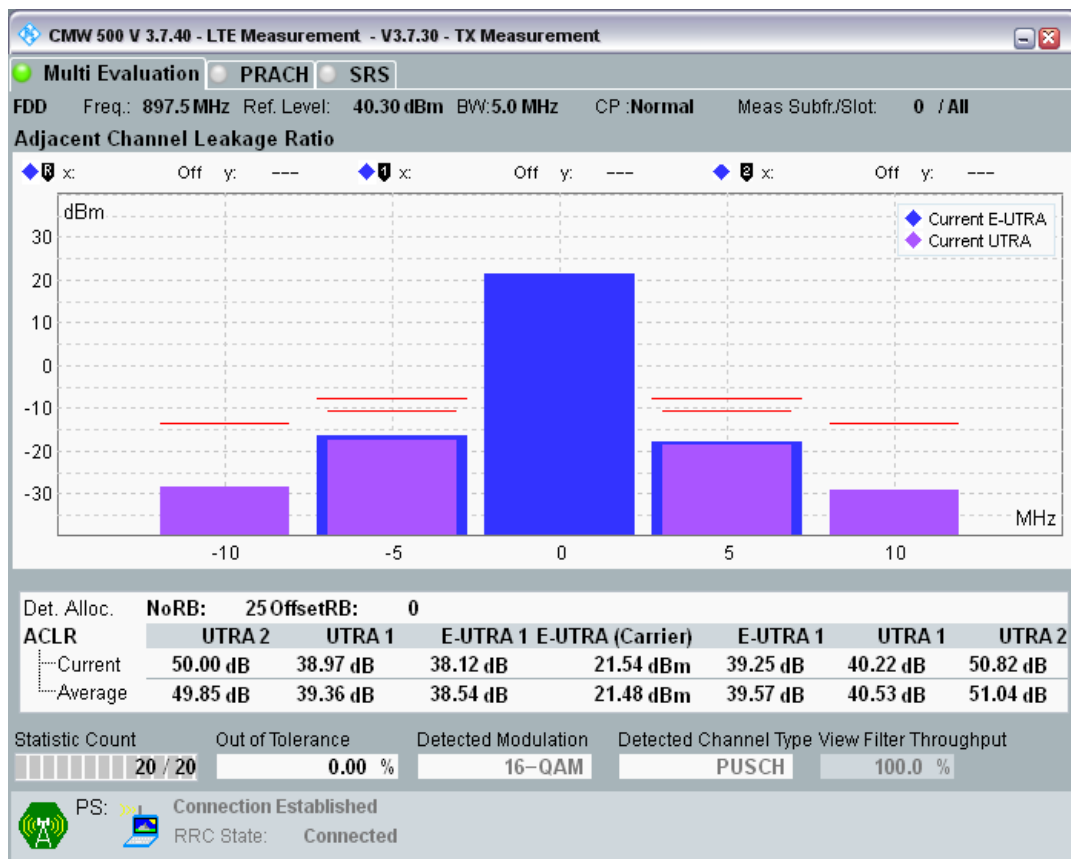 CMW 500 V 3.7.40 - LTE Measurement - V3.7.30 - TX Measurement
Multi Evaluation PRACH SRS
FDD Freq.: 897.5 MHz Ref. Level: 40.30 dBm BW:5.0 MHz CP :Normal Meas Subfr./Slot: 0 / All
Adjacent Channel Leakage Ratio
R x: Off y: --- 1 x: Off y: --- 2 x: Off y: ---
dBm
Current E-UTRA
Current UTRA
30
20
10
0
-10
-20
-30
MHz
-10 -5 0 5 10
Det. Alloc. NoRB: 25 OffsetRB: 0
ACLR UTRA 2 UTRA 1 E-UTRA 1 E-UTRA (Carrier) E-UTRA 1 UTRA 1 UTRA 2
Current 50.00 dB 38.97 dB 38.12 dB 21.54 dBm 39.25 dB 40.22 dB 50.82 dB
Average 49.85 dB 39.36 dB 38.54 dB 21.48 dBm 39.57 dB 40.53 dB 51.04 dB
Statistic Count Out of Tolerance Detected Modulation Detected Channel Type View Filter Throughput
20 / 20 0.00 % 16-QAM PUSCH 100.0 %
PS: Connection Established
RRC State: Connected